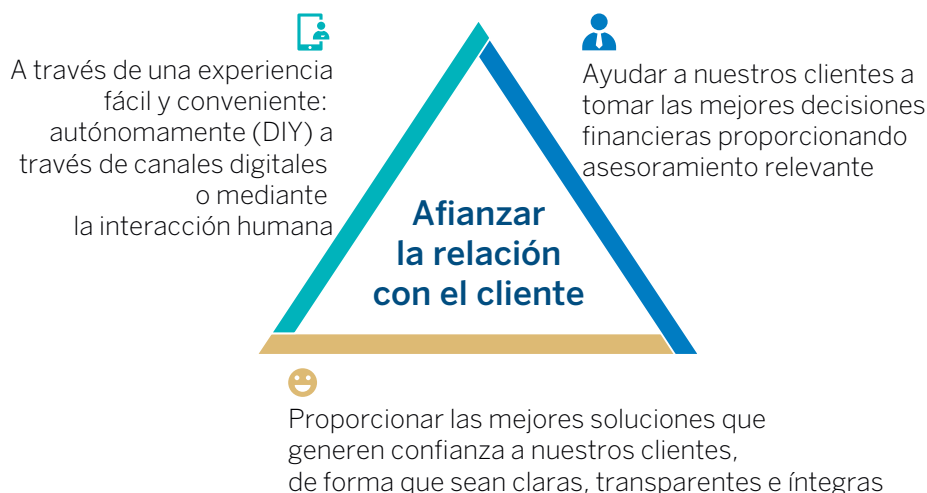 A través de una experiencia
fácil y conveniente:
autónomamente (DIY) a
través de canales digitales
o mediante
la interacción humana
Ayudar a nuestros clientes a
tomar las mejores decisiones
financieras proporcionando
asesoramiento relevante
Afianzar
la relación
con el cliente
Proporcionar las mejores soluciones que
generen confianza a nuestros clientes,
de forma que sean claras, transparentes e íntegras